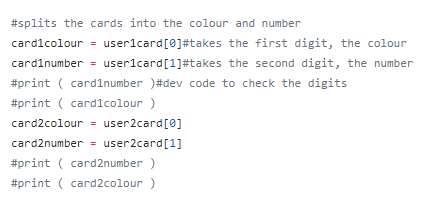 #splits the cards into the colour and number
card1colour = user1card[0]#takes the first digit, the colour
card1number = user1card[1]#takes the second digit, the number
#print ( card1number )#dev code to check the digits
#print ( card1colour )
card2colour = user2card[0]
card2number = user2card[1]
#print ( card2number )
#print ( card2colour )